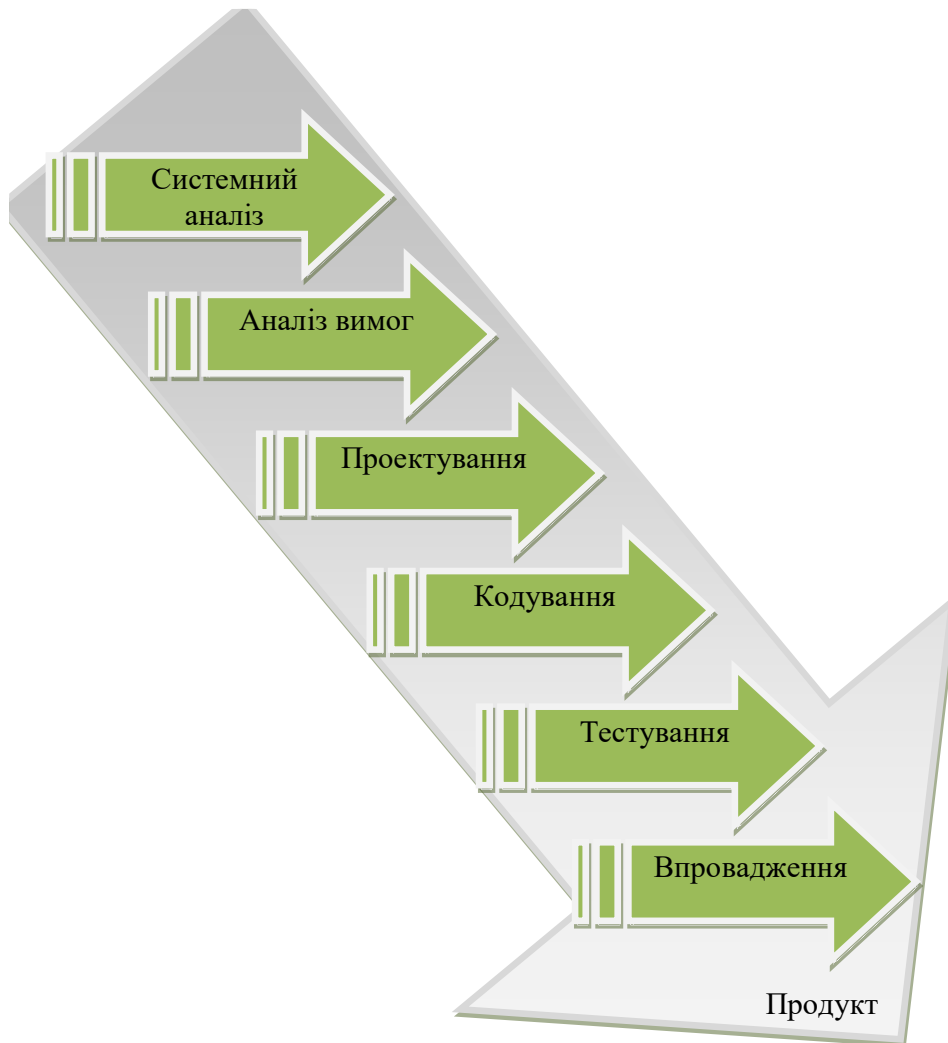 Системний
аналіз
Аналіз вимог
Проектування
Кодування
Тестування
Впровадження
Продукт